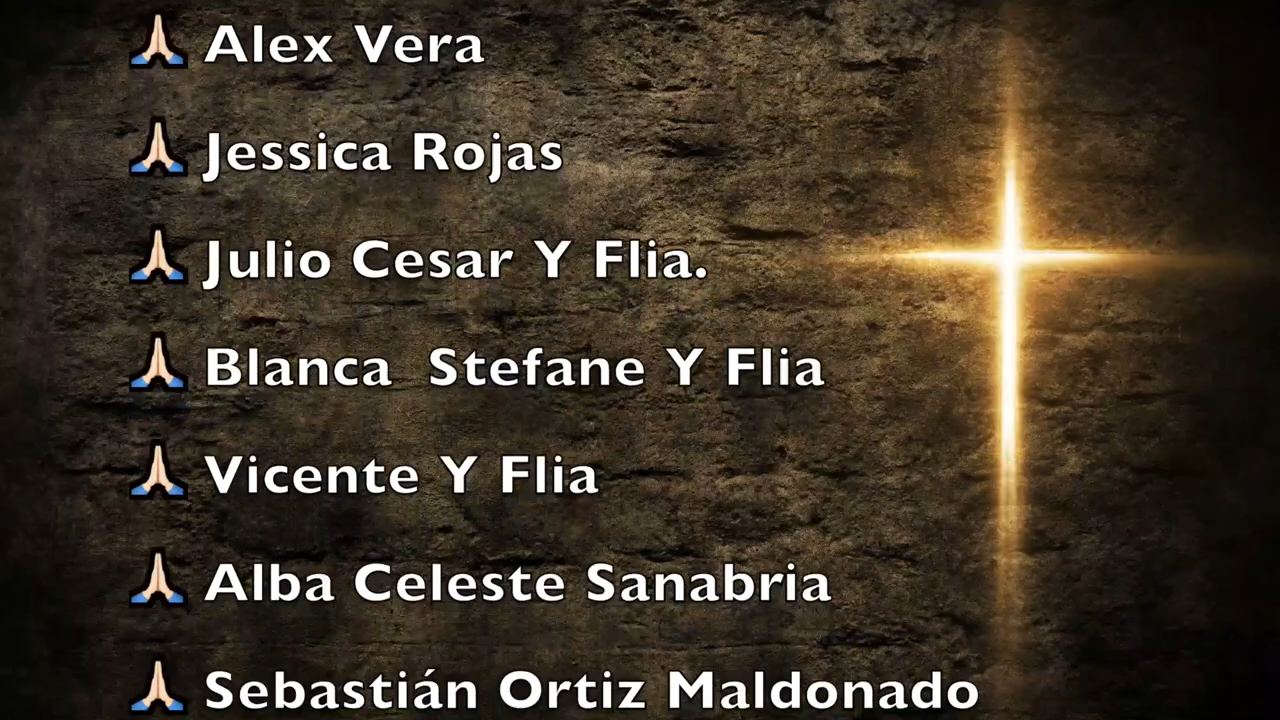 🙏🏻 Alex Vera
🙏🏻 Jessica Rojas
🙏🏻 Julio Cesar Y Flia.
🙏🏻 Blanca  Stefane Y Flia
🙏🏻 Vicente Y Flia
🙏🏻 Alba Celeste Sanabria
🙏🏻 Sebastián Ortiz Maldonado